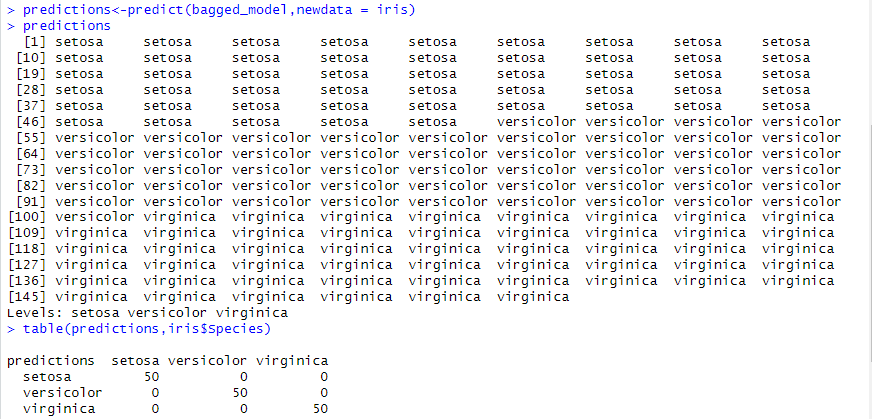 > predictions<-predict(bagged_model,newdata = iris)
> predictions
[1] setosa setosa setosa setosa setosa setosa setosa setosa setosa
[10] setosa setosa setosa setosa setosa setosa setosa setosa setosa
[19] setosa setosa setosa setosa setosa setosa setosa setosa setosa
[28] setosa setosa setosa setosa setosa setosa setosa setosa setosa
[37] setosa setosa setosa setosa setosa setosa setosa setosa setosa
[46] setosa setosa setosa setosa setosa versicolor versicolor versicolor versicolor
[55] versicolor versicolor versicolor versicolor versicolor versicolor versicolor versicolor versicolor
[64] versicolor versicolor versicolor versicolor versicolor versicolor versicolor versicolor versicolor
[73] versicolor versicolor versicolor versicolor versicolor versicolor versicolor versicolor versicolor
[82] versicolor versicolor versicolor versicolor versicolor versicolor versicolor versicolor versicolor
[91] versicolor versicolor versicolor versicolor versicolor versicolor versicolor versicolor versicolor
[100] versicolor virginica virginica virginica virginica virginica virginica virginica virginica
[109] virginica virginica virginica virginica virginica virginica virginica virginica virginica
[118] virginica virginica virginica virginica virginica virginica virginica virginica virginica
[127] virginica virginica virginica virginica virginica virginica virginica virginica virginica
[136] virginica virginica virginica virginica virginica virginica virginica virginica virginica
[145] virginica virginica virginica virginica virginica virginica
Levels: setosa versicolor virginica
> table(predictions,iris$Species)
predictions setosa versicolor virginica
setosa 50 0 0
versicolor 0 50 0
virginica 0 0 50